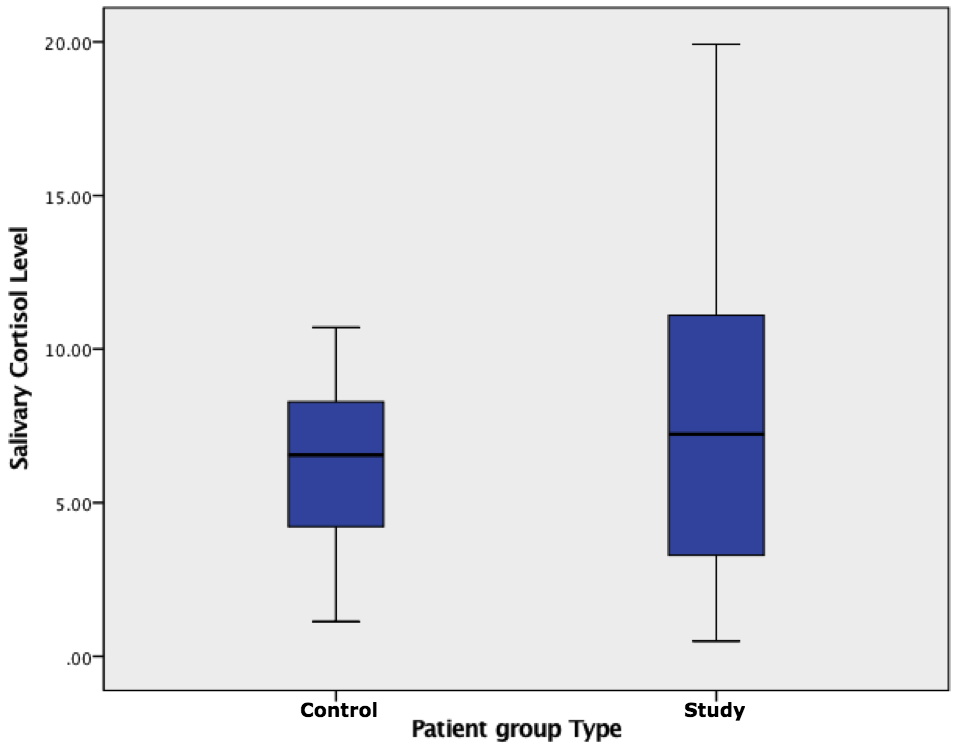 20.00
15.00
10.00
5.00
.00
Salivary Cortisol Level
Control
Study
Patient group Type